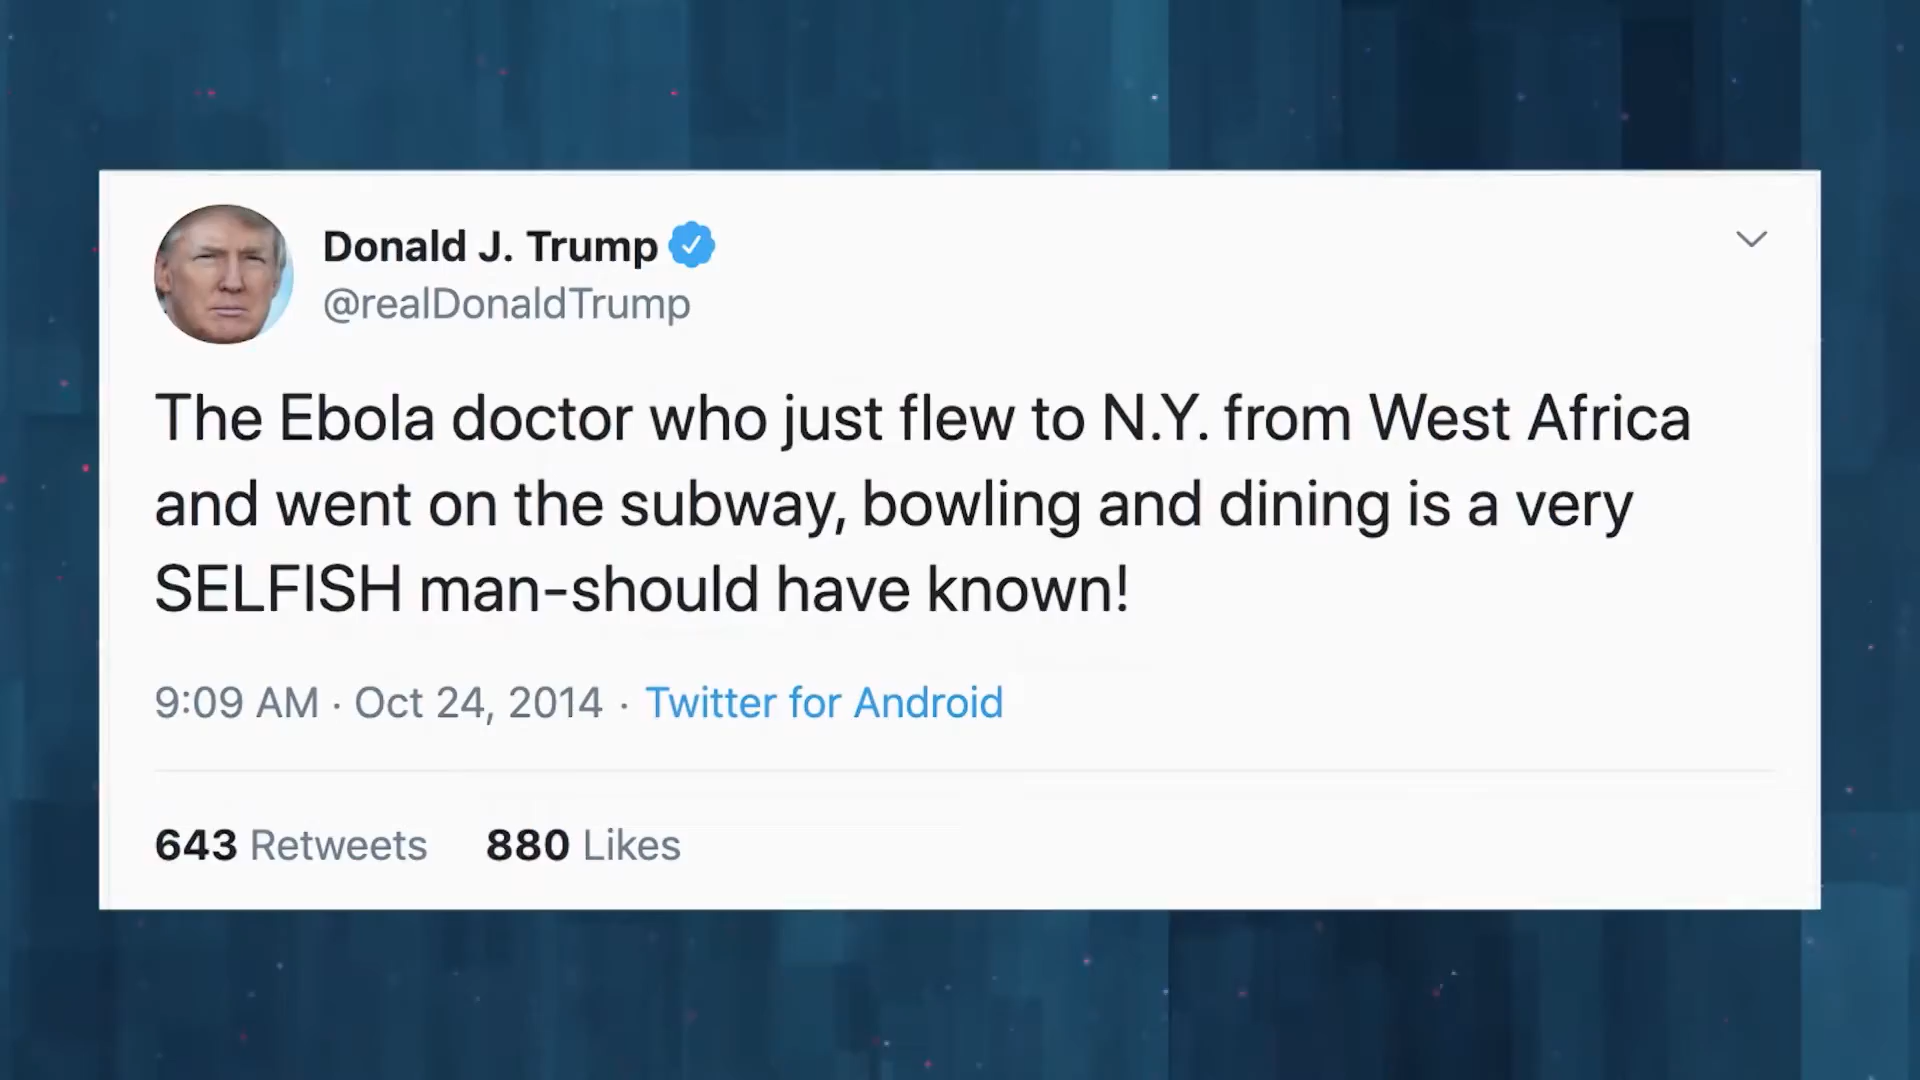 Donald J. Trump
@realDonaldTrump
The Ebola doctor who just flew to N.Y. from West Africa
and went on the subway, bowling and dining is a very
SELFISH man-should have known!
9:09 AM · Oct 24, 2014 · Twitter for Android
643 Retweets 880 Likes